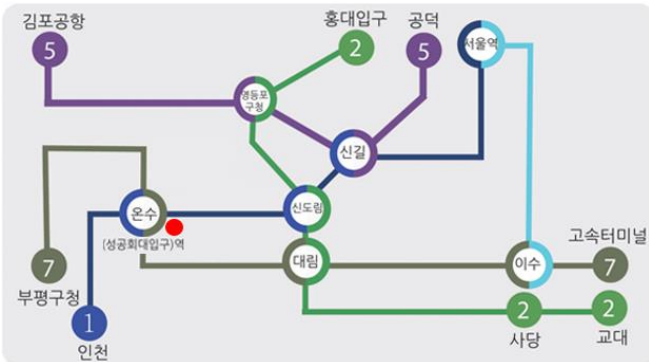 김포공항
5
홍대입구
2
공덕
5
서울역
영등포
구청
신길
온수
(성공회대입구)역
신도림
7
부평구청
대림
이수
고속터미널
7
1
인천
2
사당
2
교대